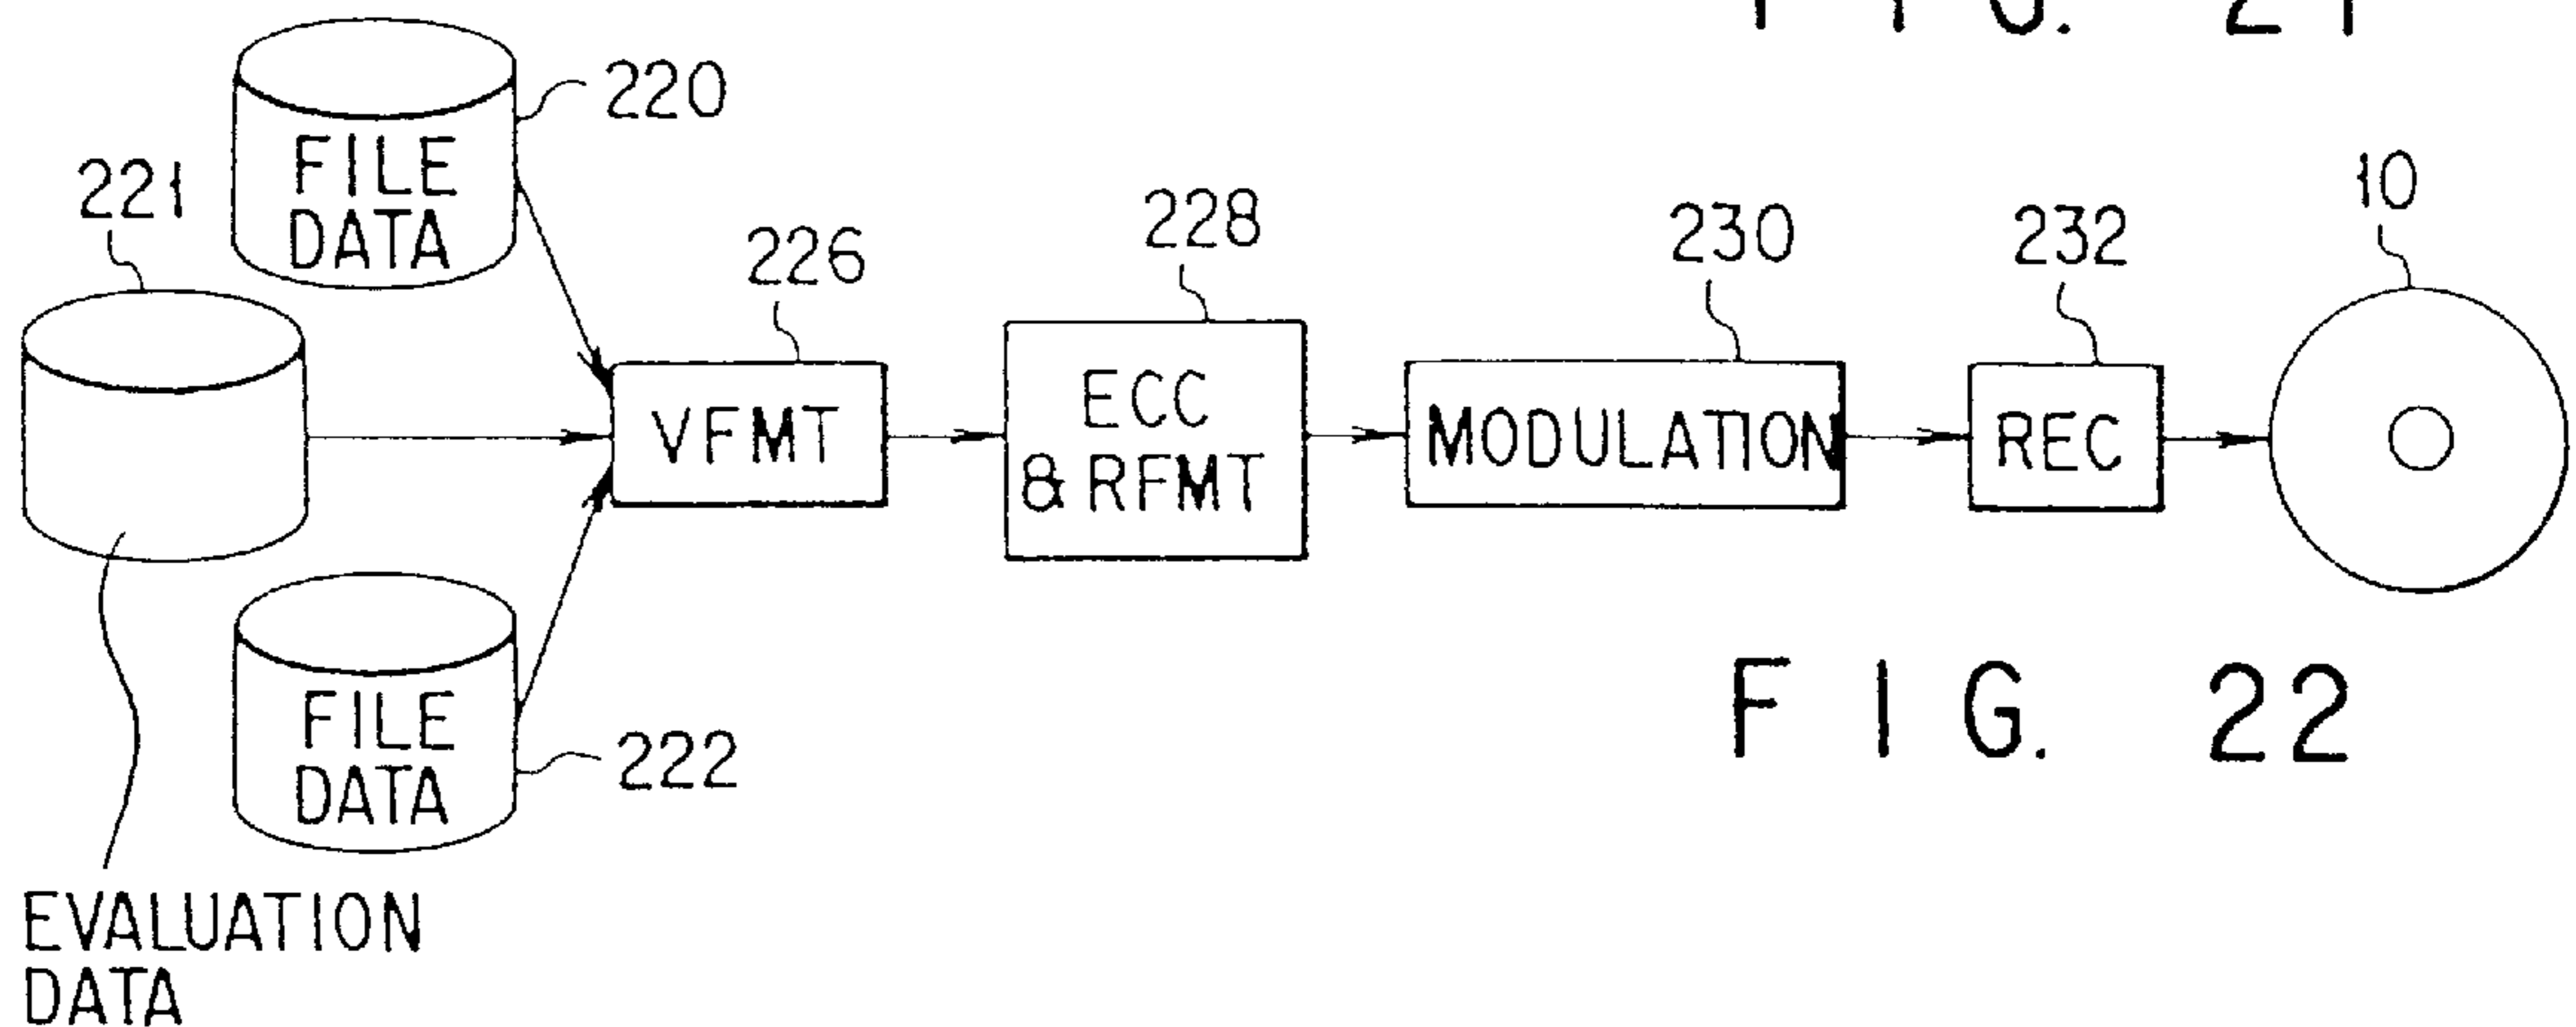 220
FILE
DATA
221
226
VFMT
228
ECC
& RFMT
230
MODULATION
232
REC
10
FILE
DATA
222
EVALUATION
DATA
FIG. 22